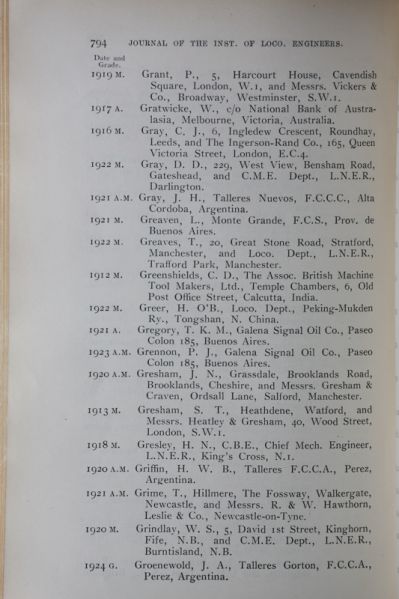 794 JOURNAL OF THE INST. OF LOCO. ENGINEERS.
Date and
Grade.
1919 M. Grant, P., 5, Harcourt House, Cavendish
Square, London, W.1, and Messrs. Vickers &
Co., Broadway, Westminster, S.W.1.
1917 A. Gratwicke, W., c/o National Bank of Austra-
lasia, Melbourne, Victoria, Australia.
1916 M. Gray, C. J., 6, Ingledew Crescent, Roundhay,
Leeds, and The Ingerson-Rand Co., 165, Queen
Victoria Street, London, E.C.4.
1922 M. Gray, D. D., 229, West View, Bensham Road,
Gateshead, and C.M.E. Dept., L.N.E.R.,
Darlington.
1921 A.M. Gray, J. H., Talleres Nuevos, F.C.C.C., Alta
Cordoba, Argentina.
1921 M. Greaven, L., Monte Grande, F.C.S., Prov. de
Buenos Aires.
1922 M. Greaves, T., 20, Great Stone Road, Stratford,
Manchester, and Loco. Dept., L.N.E.R.,
Trafford Park, Manchester.
1912 M. Greenshields, C. D., The Assoc. British Machine
Tool Makers, Ltd., Temple Chambers, 6, Old
Post Office Street, Calcutta, India.
1922 M. Greer, H. O'B., Loco. Dept., Peking-Mukden
Ry., Tongshan, N. China.
1921 A. Gregory, T. K. M., Galena Signal Oil Co., Paseo
Colon 185, Buenos Aires.
1923 A.M. Grennon, P. J., Galena Signal Oil Co., Paseo
Colon 185, Buenos Aires.
1920 A.M. Gresham, J. N., Grassdale, Brooklands Road,
Brooklands, Cheshire, and Messrs. Gresham &
Craven, Ordsall Lane, Salford, Manchester.
1913 M. Gresham, S. T., Heathdene, Watford, and
Messrs. Heatley & Gresham, 40, Wood Street,
London, S.W.1.
1918 M. Gresley, H. N., C.B.E., Chief Mech. Engineer,
L.N.E.R., King's Cross, N.1.
1920 A.M. Griffin, H. W. B., Talleres F.C.C.A., Perez,
Argentina.
1921 A.M. Grime, T., Hillmere, The Fossway, Walkergate,
Newcastle, and Messrs. R. & W. Hawthorn,
Leslie & Co., Newcastle-on-Tyne.
1920 M. Grindlay, W. S., 5, David 1st Street, Kinghorn,
Fife, N.B., and C.M.E. Dept., L.N.E.R.,
Burntisland, N.B.
1924 G. Groenewold, J. A., Talleres Gorton, F.C.C.A.,
Perez, Argentina.